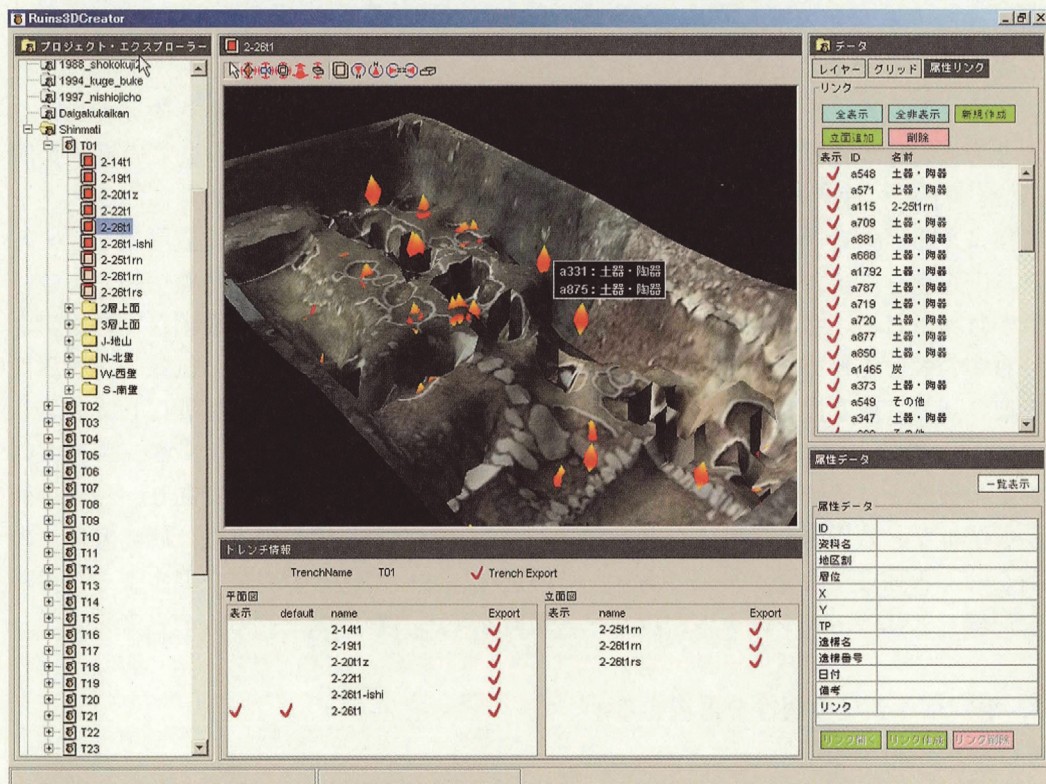 Ruins3DCreator
プロジェクト・エクスプローラー
1988_shokokuji2
1994_kuge_buke
1997_nishiojicho
Daigakukaikan
Shinmati
T01
2-14t1
2-19t1
2-20t1z
2-22t1
2-26t1
2-26t1-ishi
2-25t1rn
2-26t1rn
2-26t1rs
2層上面
3層上面
J-地山
N-北壁
W-西壁
S-南壁
T02
T03
T04
T05
T06
T07
T08
T09
T10
T11
T12
T13
T14
T15
T16
T17
T18
T19
T20
T21
T22
T23
2-26t1
a331:土器・陶器
a875:土器・陶器
トレンチ情報
TrenchName T01 Trench Export
平面図
表示 default name Export
2-14t1
2-19t1
2-20t1z
2-22t1
2-26t1-ishi
2-26t1
立面図
表示 name Export
2-25t1rn
2-26t1rn
2-26t1rs
データ
レイヤー グリッド 属性リンク
リンク
全表示 全非表示 新規作成
立面追加 削除
表示 ID 名前
a548 土器・陶器
a571 土器・陶器
a115 2-25t1rn
a709 土器・陶器
a881 土器・陶器
a688 土器・陶器
a1792 土器・陶器
a787 土器・陶器
a719 土器・陶器
a720 土器・陶器
a877 土器・陶器
a850 土器・陶器
a1465 炭
a373 土器・陶器
a549 その他
a347 土器・陶器
その他
属性データ
一覧表示
属性データ
ID
資料名
地区割
層位
X
Y
TP
遺構名
遺構番号
日付
備考
リンク
リンク開く リンク作成 リンク削除